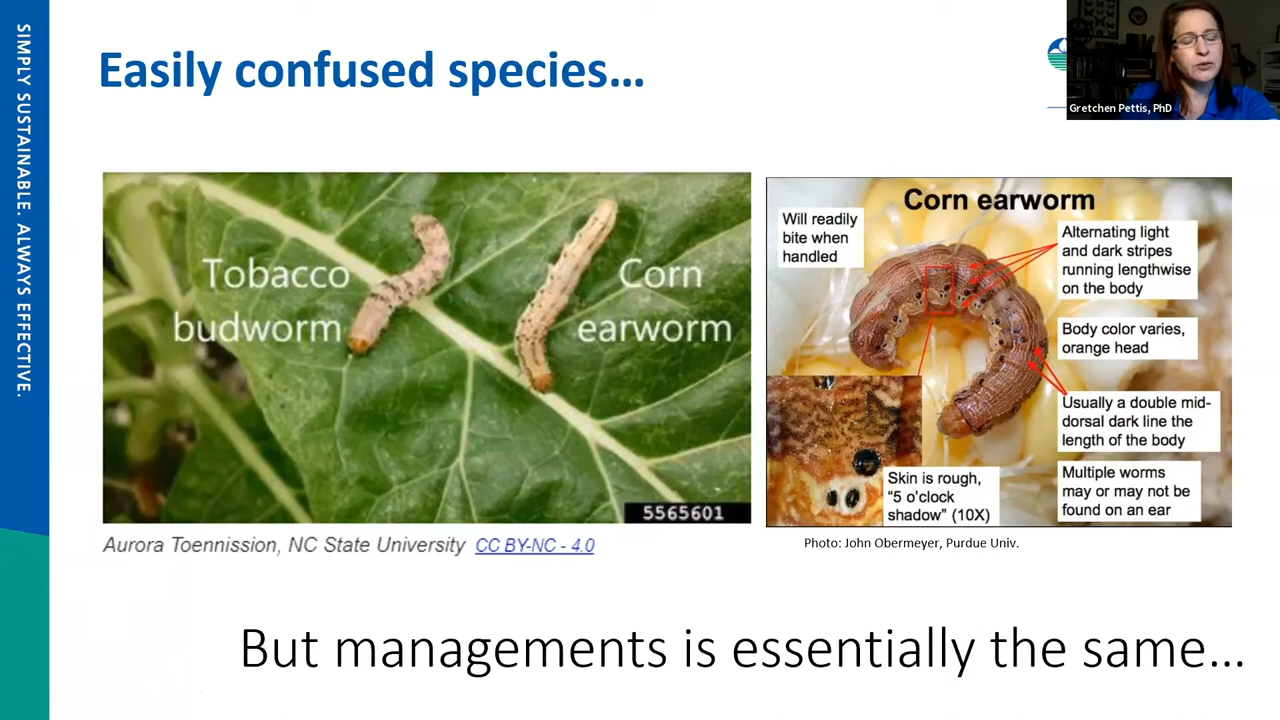 SIMPLY SUSTAINABLE. ALWAYS EFFECTIVE.
Easily confused species...
Gretchen Pettis, PhD
Tobacco
budworm
Corn
earworm
5565601
Aurora Toennission, NC State University CC BY-NC - 4.0
Corn earworm
Will readily
bite when
handled
Alternating light
and dark stripes
running lengthwise
on the body
Body color varies,
orange head
Usually a double mid-
dorsal dark line the
length of the body
Skin is rough,
“5 o’clock
shadow” (10X)
Multiple worms
may or may not be
found on an ear
Photo: John Obermeyer, Purdue Univ.
But managements is essentially the same...